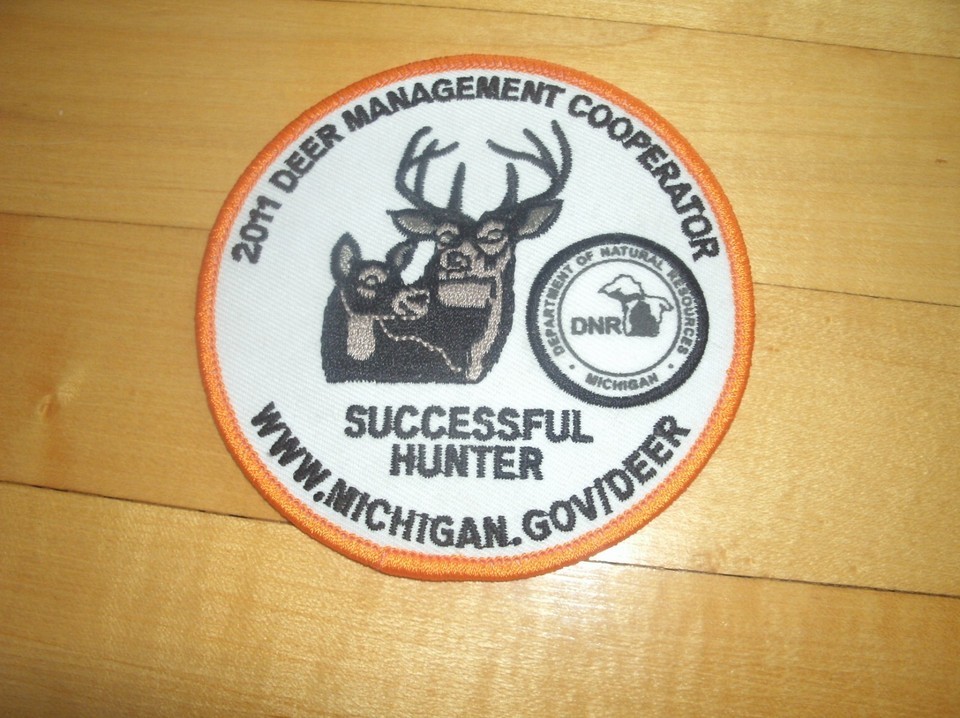 2011 DEER MANAGEMENT COOPERATOR
DEPARTMENT OF NATURAL RESOURCES
DNR
• MICHIGAN •
SUCCESSFUL
HUNTER
WWW.MICHIGAN.GOV/DEER